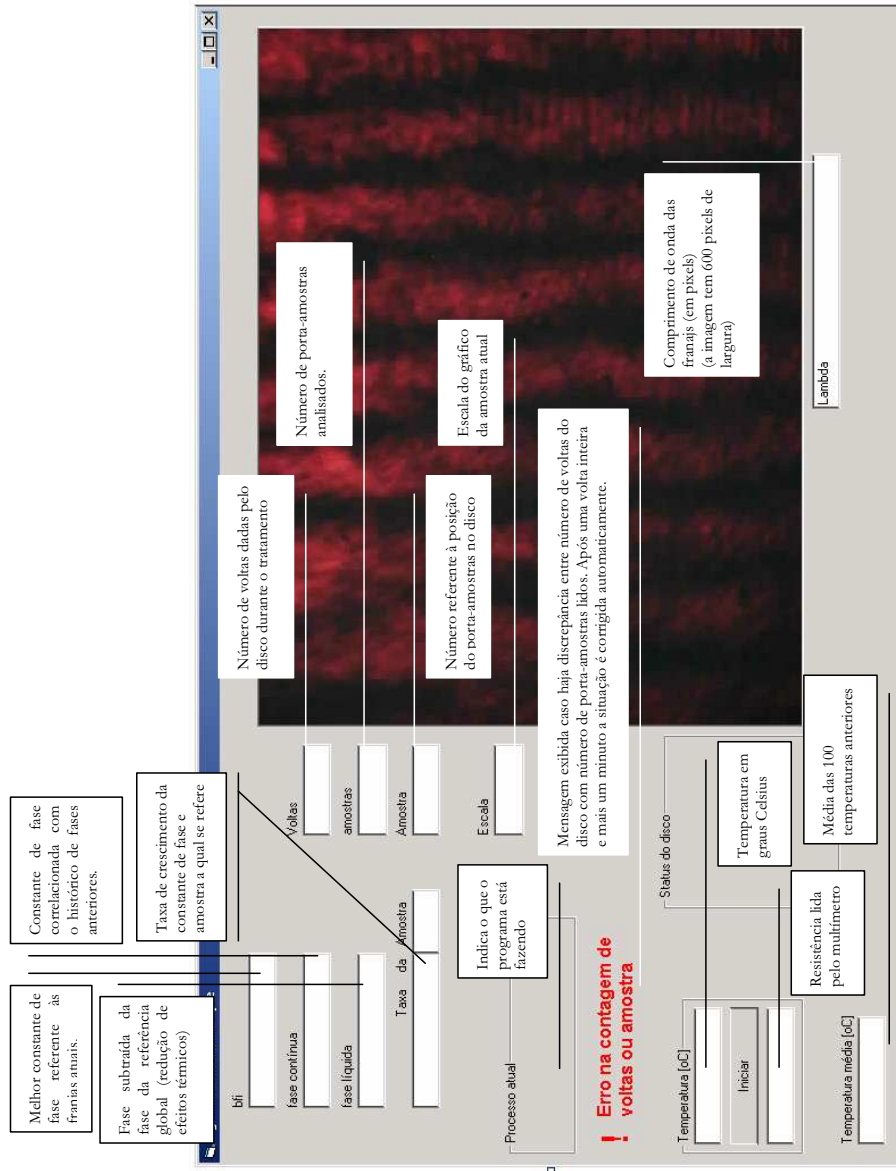 Melhor constante de
fase referente às
franias atuais.
Constante de fase
correlacionada com
o histórico de fases
anteriores.
Fase subtraída da
fase da referência
global (redução de
efeitos térmicos)
Taxa de crescimento da
constante de fase e
amostra a qual se refere
bfi
fase contínua
fase líquida
Taxa da Amostra
Voltas
amostras
Amostra
Escala
Número de voltas dadas pelo
disco durante o tratamento
Número de porta-amostras
analisados.
Número referente à posição
do porta-amostras no disco
Escala do gráfico
da amostra atual
Processo atual
Indica o que o
programa está
fazendo
Mensagem exibida caso haja discrepância entre número de voltas do
disco com número de porta-amostras lidos. Após uma volta inteira
e mais um minuto a situação é corrigida automaticamente.
! Erro na contagem de
voltas ou amostra
Comprimento de onda das
franajs (em pixels)
(a imagem tem 600 pixels de
largura)
Lambda
Status do disco
Temperatura [oC]
Iniciar
Temperatura em
graus Celsius
Resistência lida
pelo multímetro
Média das 100
temperaturas anteriores
Temperatura média [oC]